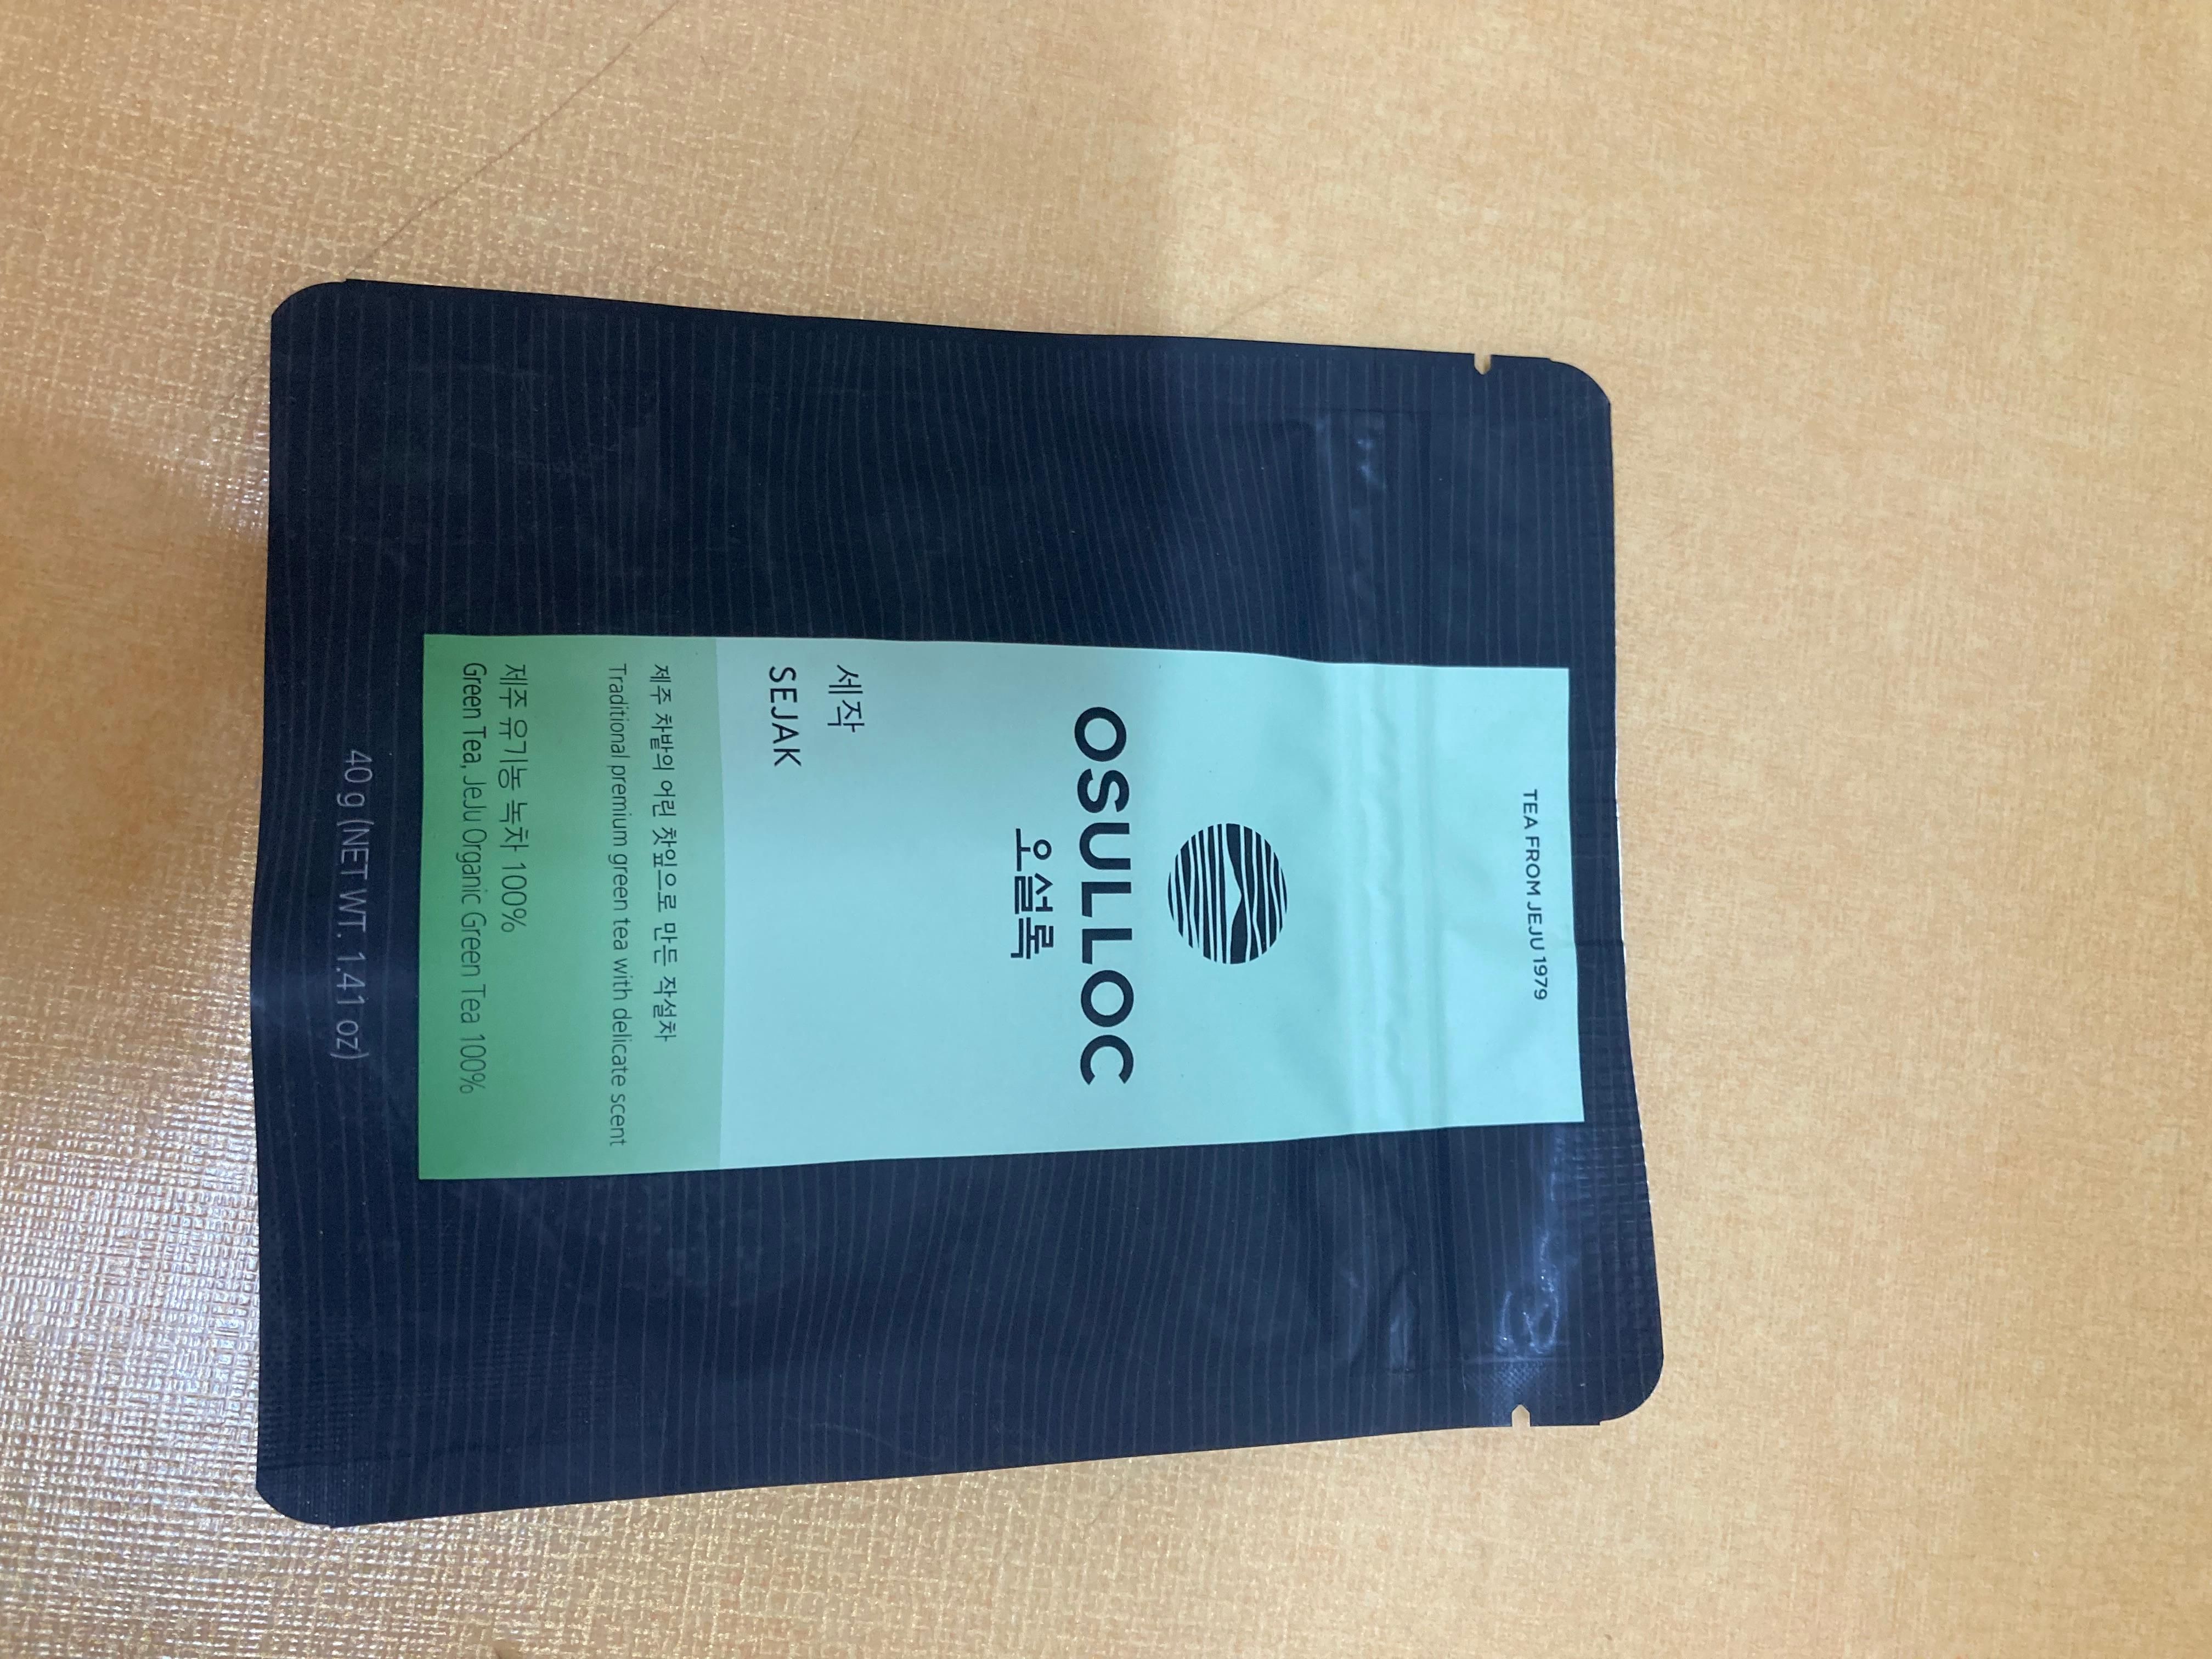 TEA FROM JEJU 1979
OSULLOC
오설록
세작
SEJAK
제주 차밭의 어린 찻잎으로 만든 작설차
Traditional premium green tea with delicate scent
제주 유기농 녹차 100%
Green Tea, JeJu Organic Green Tea 100%
40 g (NET WT. 1.41 oz)